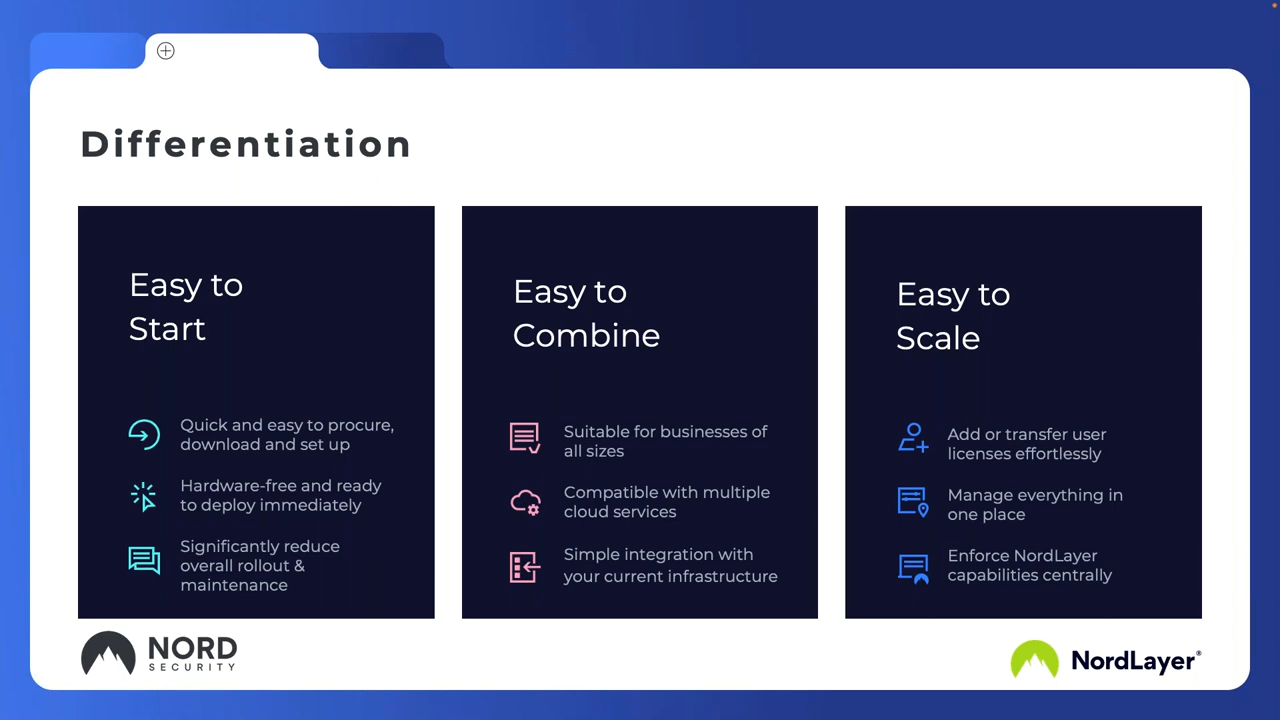 Differentiation
Easy to
Start
Quick and easy to procure,
download and set up
Hardware-free and ready
to deploy immediately
Significantly reduce
overall rollout &
maintenance
Easy to
Combine
Suitable for businesses of
all sizes
Compatible with multiple
cloud services
Simple integration with
your current infrastructure
Easy to
Scale
Add or transfer user
licenses effortlessly
Manage everything in
one place
Enforce NordLayer
capabilities centrally
NORD
SECURITY
NordLayer®